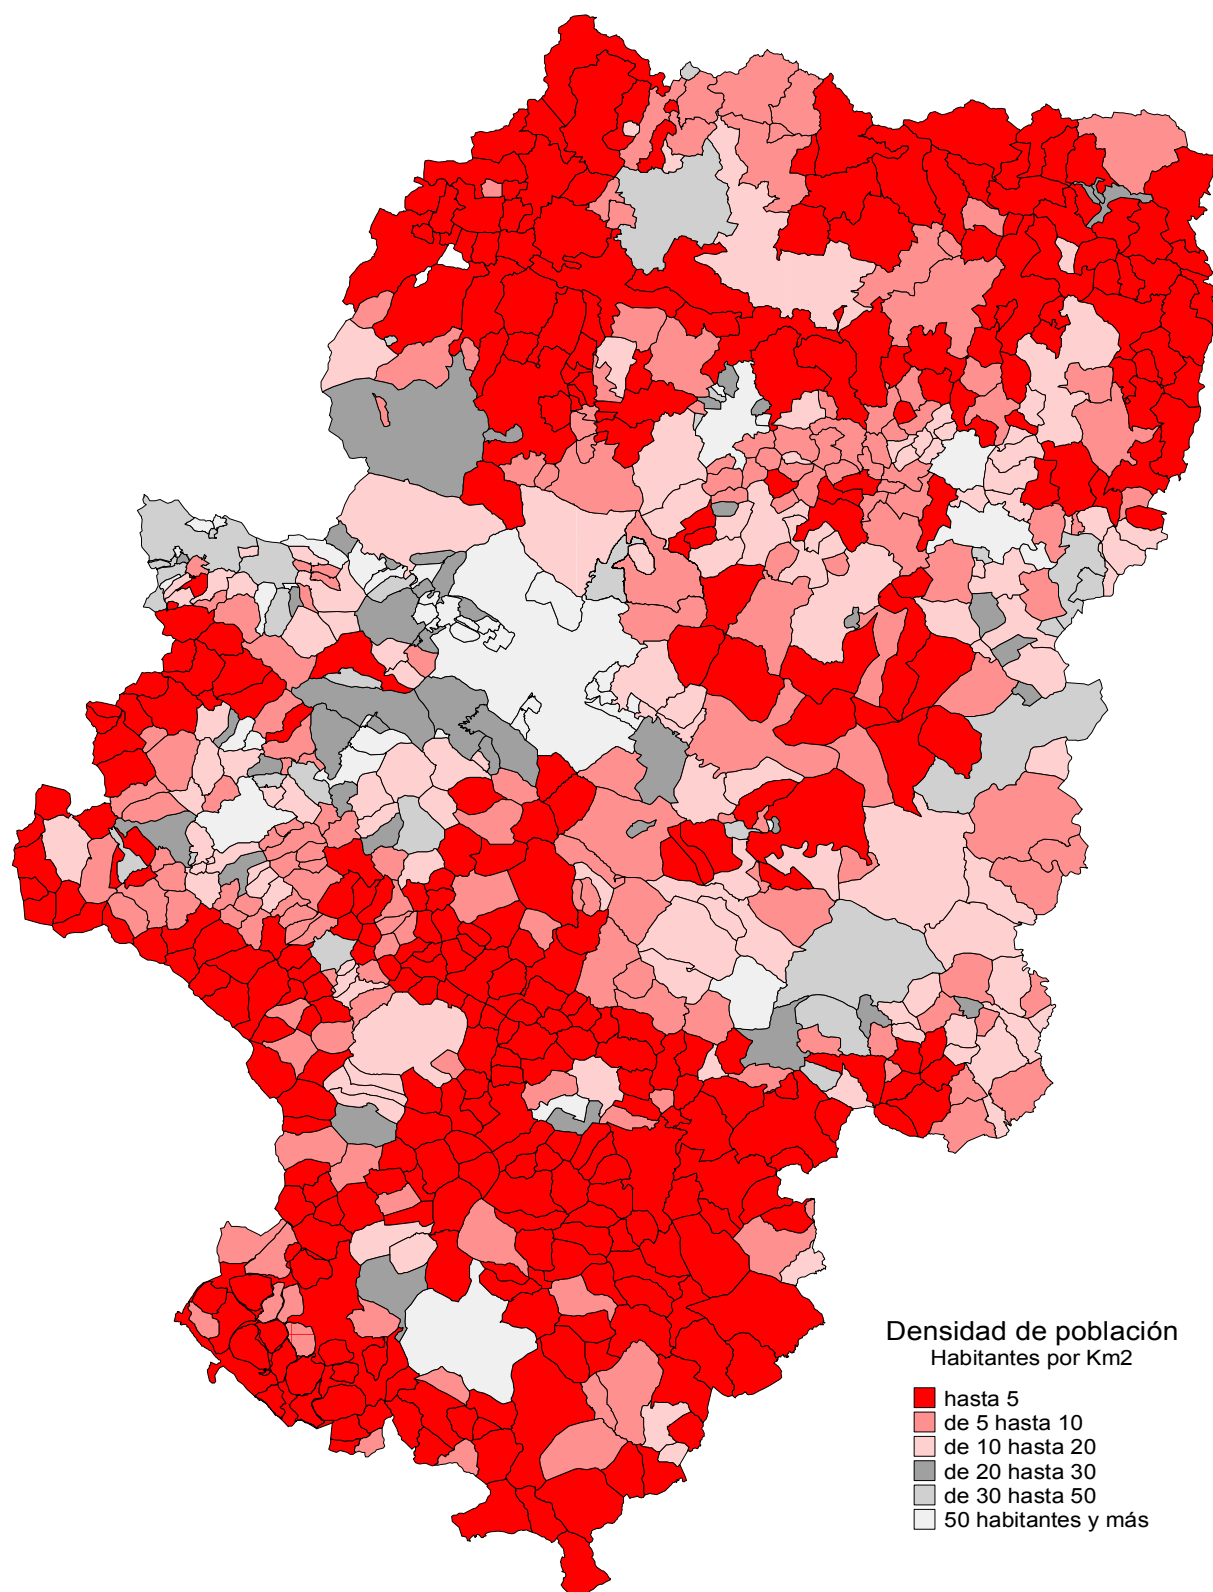 Densidad de población
Habitantes por Km2
hasta 5
de 5 hasta 10
de 10 hasta 20
de 20 hasta 30
de 30 hasta 50
50 habitantes y más